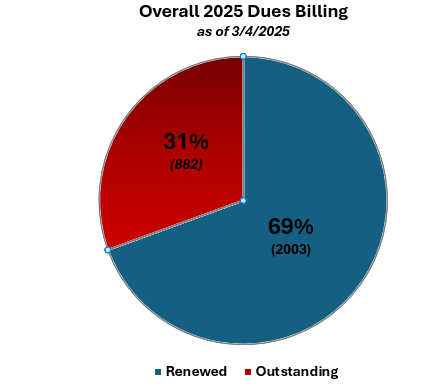 Overall 2025 Dues Billing
as of 3/4/2025
31%
(882)
69%
(2003)
Renewed
Outstanding